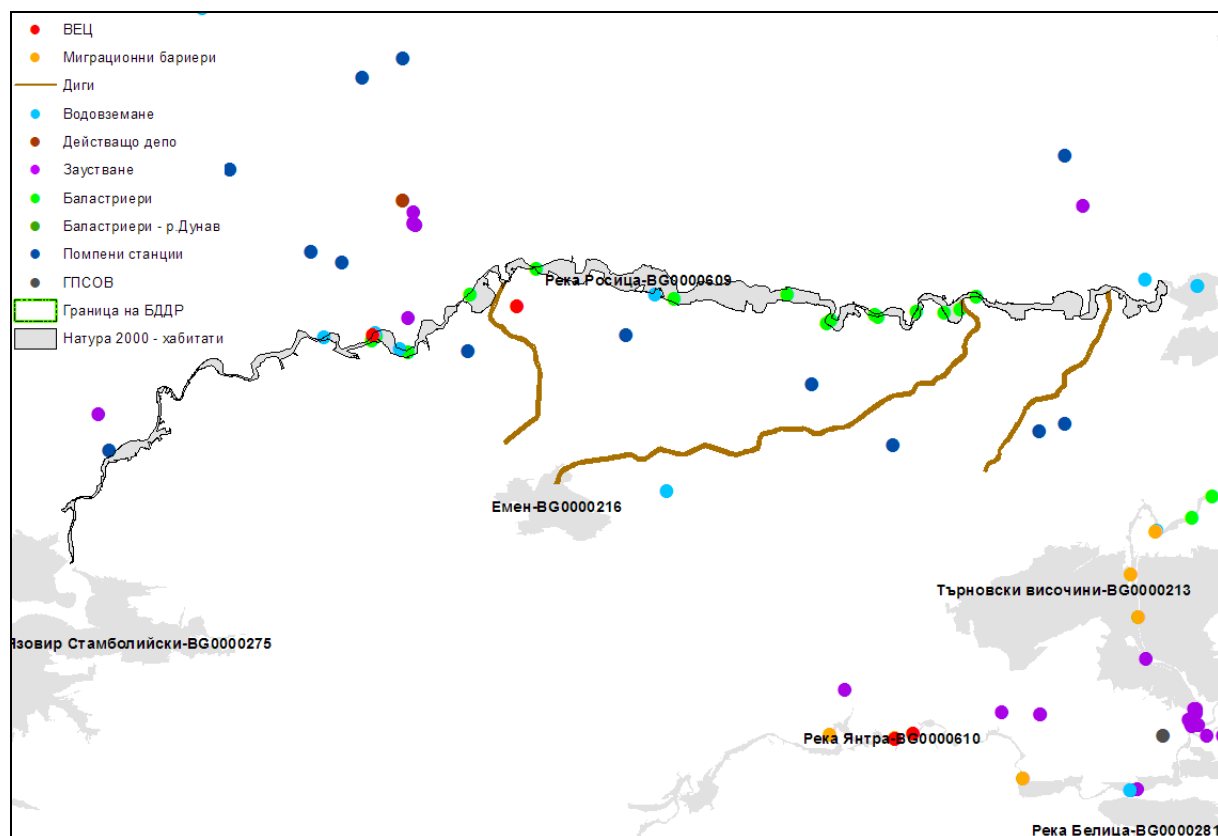 ВЕЦ
Миграционни бариери
Диги
Водовземане
Действащо депо
Заустване
Баластриери
Баластриери - р.Дунав
Помпени станции
ГПСОВ
Граница на БДДР
Натура 2000 - хабитати
Река Росица-BG0000609
Емен-BG0000216
Търновски височини-BG0000213
Язовир Стамболийски-BG0000275
Река Янтра-BG0000610
Река Белица-BG0000281